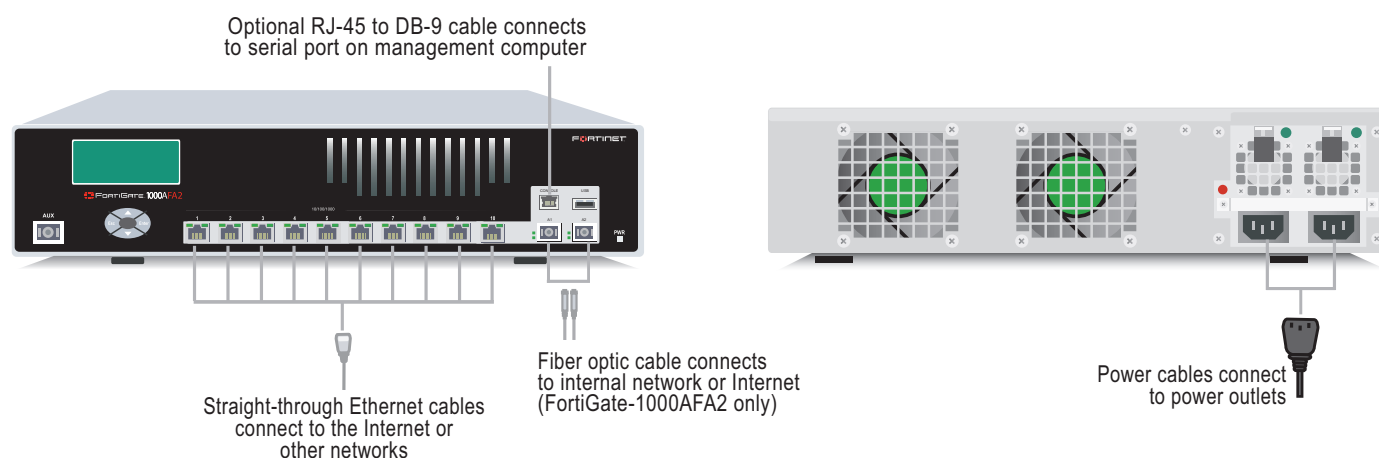 Optional RJ-45 to DB-9 cable connects
to serial port on management computer
FORTINET
CONSOLE
USB
FORTIGATE 1000AFA2
10/100/1000
AUX
Esc
Enter
1 2 3 4 5 6 7 8 9 10
A1 A2
PWR
Fiber optic cable connects
to internal network or Internet
(FortiGate-1000AFA2 only)
Straight-through Ethernet cables
connect to the Internet or
other networks
Power cables connect
to power outlets